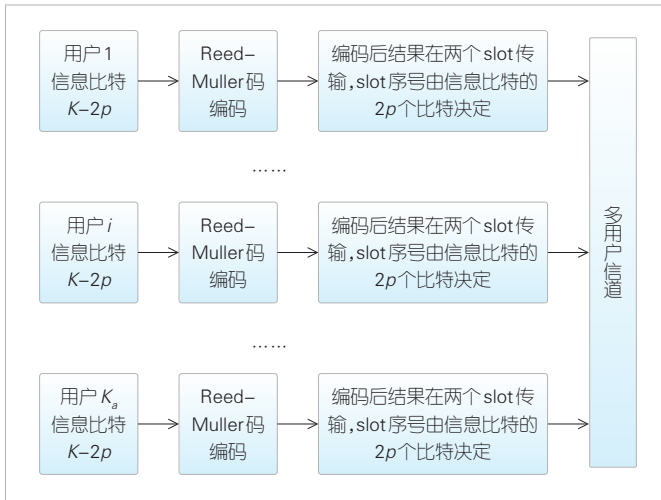 用户1
信息比特
K-2p
Reed-
Muller码
编码
编码后结果在两个slot传
输,slot序号由信息比特的
2p个比特决定
……
用户i
信息比特
K-2p
Reed-
Muller码
编码
编码后结果在两个slot传
输,slot序号由信息比特的
2p个比特决定
……
用户Kₐ
信息比特
K-2p
Reed-
Muller码
编码
编码后结果在两个slot传
输,slot序号由信息比特的
2p个比特决定
多用户信道